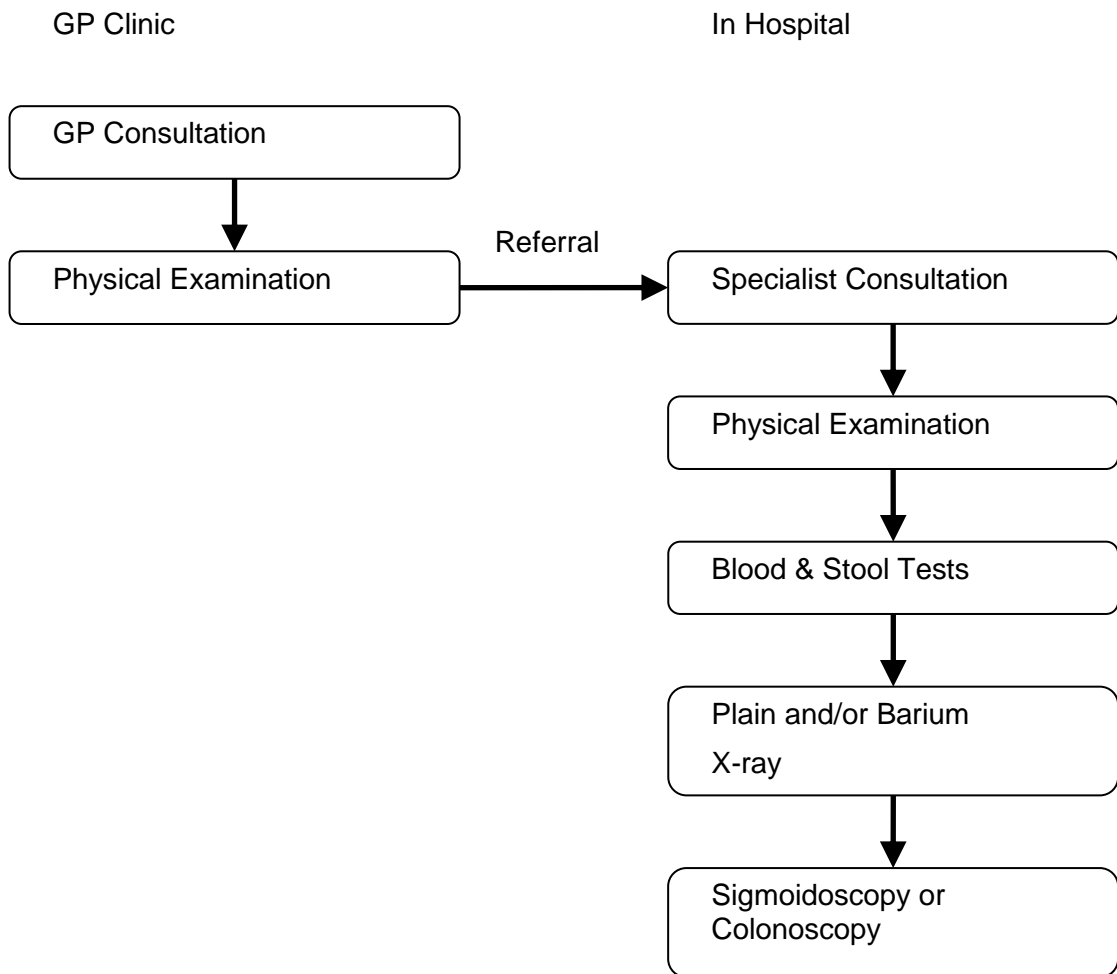 GP Clinic
In Hospital
GP Consultation
Physical Examination
Referral
Specialist Consultation
Physical Examination
Blood & Stool Tests
Plain and/or Barium
X-ray
Sigmoidoscopy or
Colonoscopy